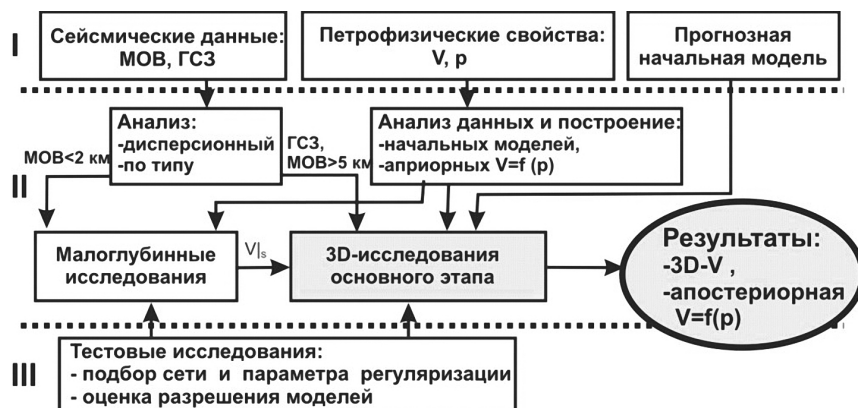 I
Сейсмические данные:
МОВ, ГСЗ
Петрофизические свойства:
V, p
Прогнозная
начальная модель
II
Анализ:
-дисперсионный
-по типу
МОВ<2 км
ГСЗ,
МОВ>5 км
Анализ данных и построение:
-начальных моделей,
-априорных V=f (p)
Малоглубинные
исследования
V|s
3D-исследования
основного этапа
Результаты:
-3D-V ,
-апостериорная
V=f(p)
III
Тестовые исследования:
- подбор сети и параметра регуляризации
- оценка разрешения моделей